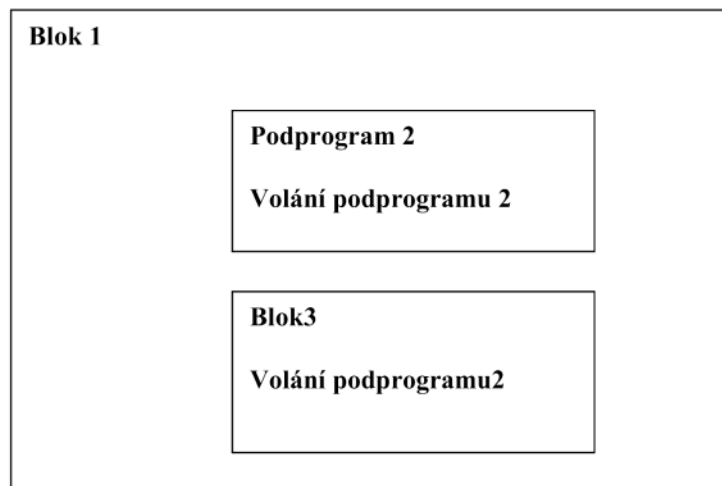 Blok 1
Podprogram 2
Volání podprogramu 2
Blok3
Volání podprogramu2